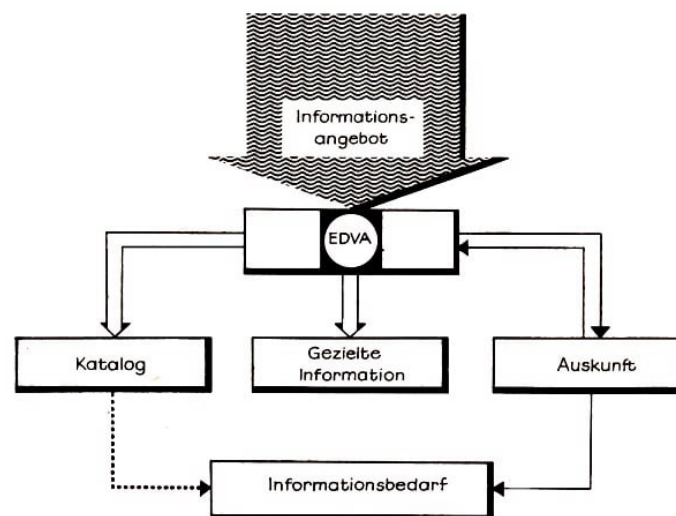 Informations-
angebot
EDVA
Katalog
Gezielte
Information
Auskunft
Informationsbedarf